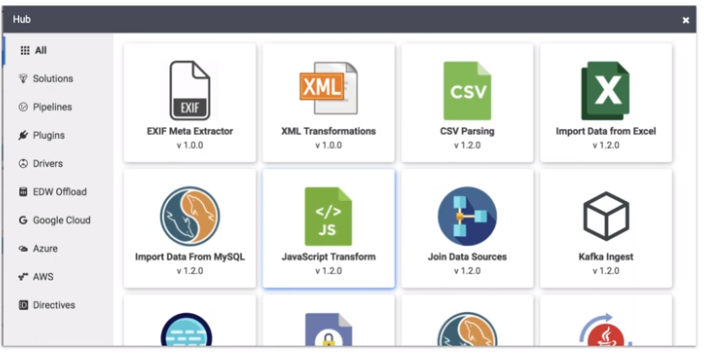 Hub
All
Solutions
Pipelines
Plugins
Drivers
EDW Offload
Google Cloud
Azure
AWS
Directives
EXIF
EXIF Meta Extractor
v 1.0.0
XML
XML Transformations
v 1.0.0
CSV
CSV Parsing
v 1.2.0
X
Import Data from Excel
v 1.2.0
Import Data From MySQL
v 1.2.0
</>
JS
JavaScript Transform
v 1.2.0
Join Data Sources
v 1.2.0
Kafka Ingest
v 1.2.0